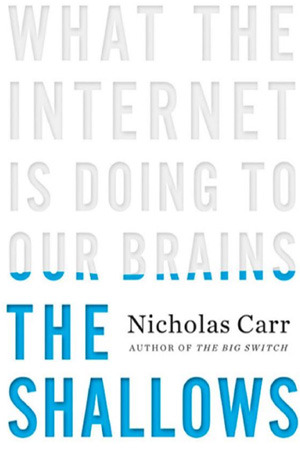 WHAT THE
INTERNET
IS DOING TO
OUR BRAINS
THE
Nicholas Carr
AUTHOR OF THE BIG SWITCH
SHALLOWS